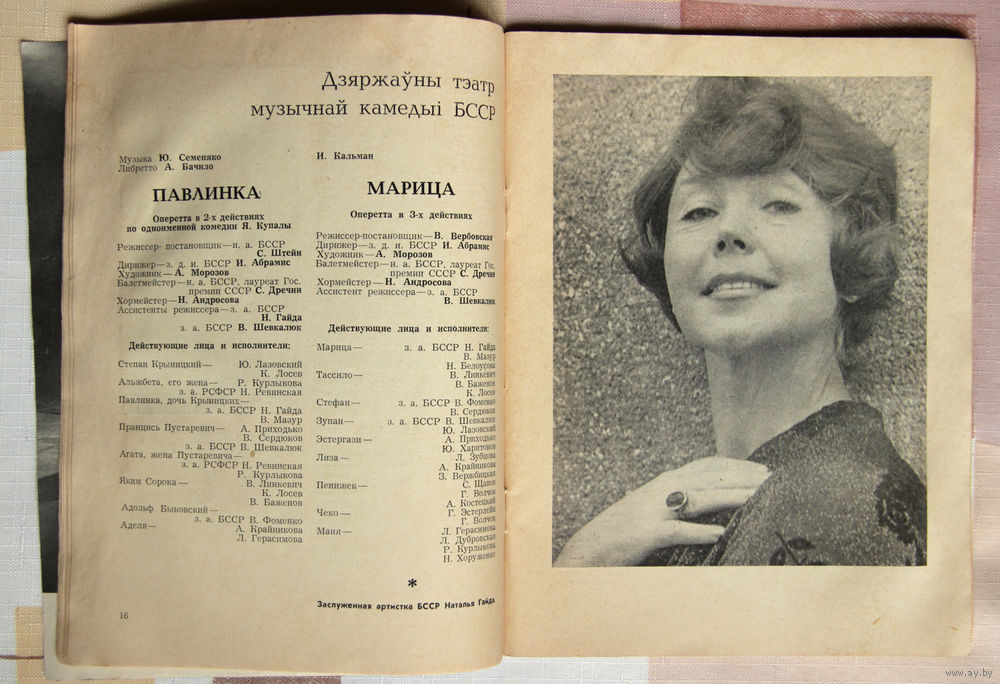 Дзяржаўны тэатр
музычнай камедыі БССР
Музыка Ю. Семеняко
Либретто А. Бачило
ПАВЛИНКА
Оперетта в 2-х действиях
по одноименной комедии Я. Купалы
Режиссер-постановщик—н. а. БССР
С. Штейн
Дирижер—з. д. и. БССР И. Абрамис
Художник—А. Морозов
Балетмейстер—н. а. БССР, лауреат Гос.
премии СССР С. Дречин
Хормейстер—Н. Андросова
Ассистенты режиссера—з. а. БССР
Н. Гайда
з. а. БССР В. Шевкалюк
Действующие лица и исполнители:
Степан Крыницкий— Ю. Лазовский
К. Лосев
Альжбета, его жена— Р. Курлыкова
з. а. РСФСР Н. Ревинская
Павлинка, дочь Крыницких—
з. а. БССР Н. Гайда
В. Мазур
Пранцись Пустаревич— А. Приходько
В. Сердюков
з. а. БССР В. Шевкалюк
Агата, жена Пустаревича—
з. а. РСФСР Н. Ревинская
Р. Курлыкова
Яким Сорока— В. Линкевич
К. Лосев
В. Баженов
Адольф Быковский—
з. а. БССР В. Фоменко
Аделя— А. Крайникова
Л. Герасимова
16
И. Кальман
МАРИЦА
Оперетта в 3-х действиях
Режиссер-постановщик—В. Вербовская
Дирижер—з. д. и. БССР И. Абрамис
Художник—А. Морозов
Балетмейстер—н. а. БССР, лауреат Гос.
премии СССР С. Дречин
Хормейстер—Н. Андросова
Ассистент режиссера—з. а. БССР
В. Шевкалюк
Действующие лица и исполнители:
Марица— з. а. БССР Н. Гайда
В. Мазур
Н. Белоусова
Тассило— В. Линкевич
В. Баженов
К. Лосев
Стефан— з. а. БССР В. Фоменко
В. Сердюков
Зупан— з. а. БССР В. Шевкалюк
Ю. Лазовский
Эстергази— А. Приходько
Ю. Харитонов
Лиза— Л. Зубцова
А. Крайникова
З. Вержбицкая
Пенижек— С. Щапов
Г. Волчок
А. Костецкий
Чеко— Г. Эстерлейн
Г. Волчок
Маня— Л. Герасимова
Л. Дубровская
Р. Курлыкова
Н. Хоруженко
*
Заслуженная артистка БССР Наталья Гайда
www.ay.by